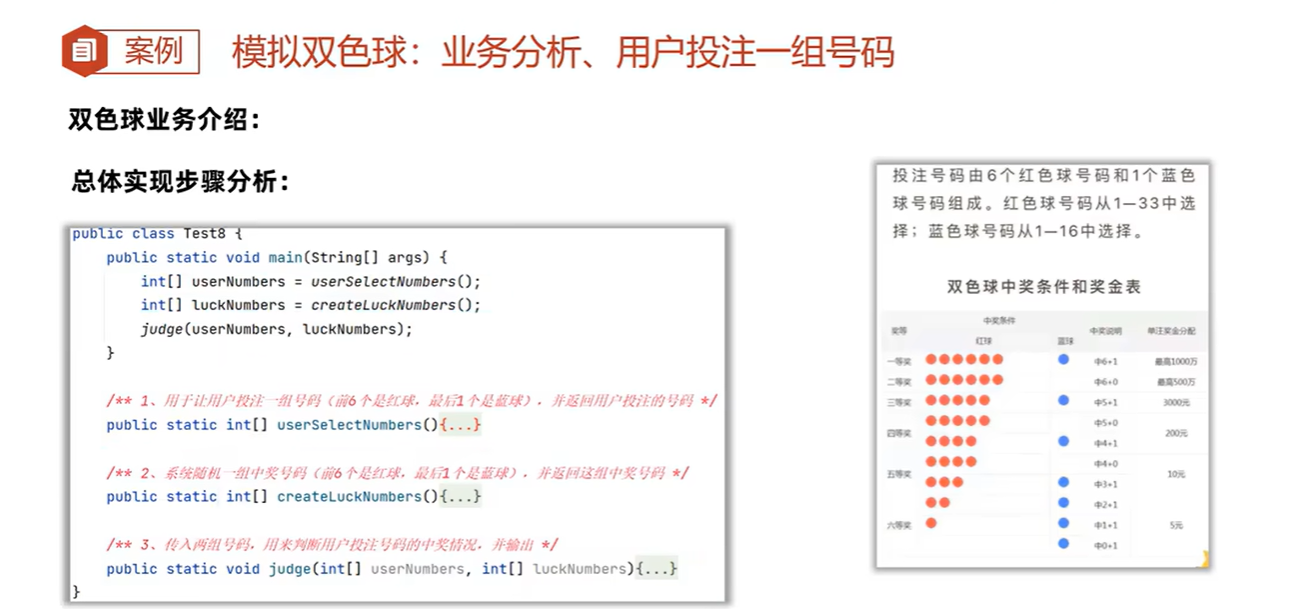 案例
模拟双色球：业务分析、用户投注一组号码
双色球业务介绍：
总体实现步骤分析：
public class Test8 {
public static void main(String[] args) {
int[] userNumbers = userSelectNumbers();
int[] luckNumbers = createLuckNumbers();
judge(userNumbers, luckNumbers);
}
/** 1、用于让用户投注一组号码（前6个是红球，最后1个是蓝球），并返回用户投注的号码 */
public static int[] userSelectNumbers(){...}
/** 2、系统随机一组中奖号码（前6个是红球，最后1个是蓝球），并返回这组中奖号码 */
public static int[] createLuckNumbers(){...}
/** 3、传入两组号码，用来判断用户投注号码的中奖情况，并输出 */
public static void judge(int[] userNumbers, int[] luckNumbers){...}
}
投注号码由6个红色球号码和1个蓝色
球号码组成。红色球号码从1—33中选
择；蓝色球号码从1—16中选择。
双色球中奖条件和奖金表
奖等 中奖条件 中奖说明 单注奖金分配
红球 蓝球
一等奖 中6+1 最高1000万
二等奖 中6+0 最高500万
三等奖 中5+1 3000元
四等奖 中5+0 200元
中4+1
五等奖 中4+0 10元
中3+1
六等奖 中2+1 5元
中1+1
中0+1